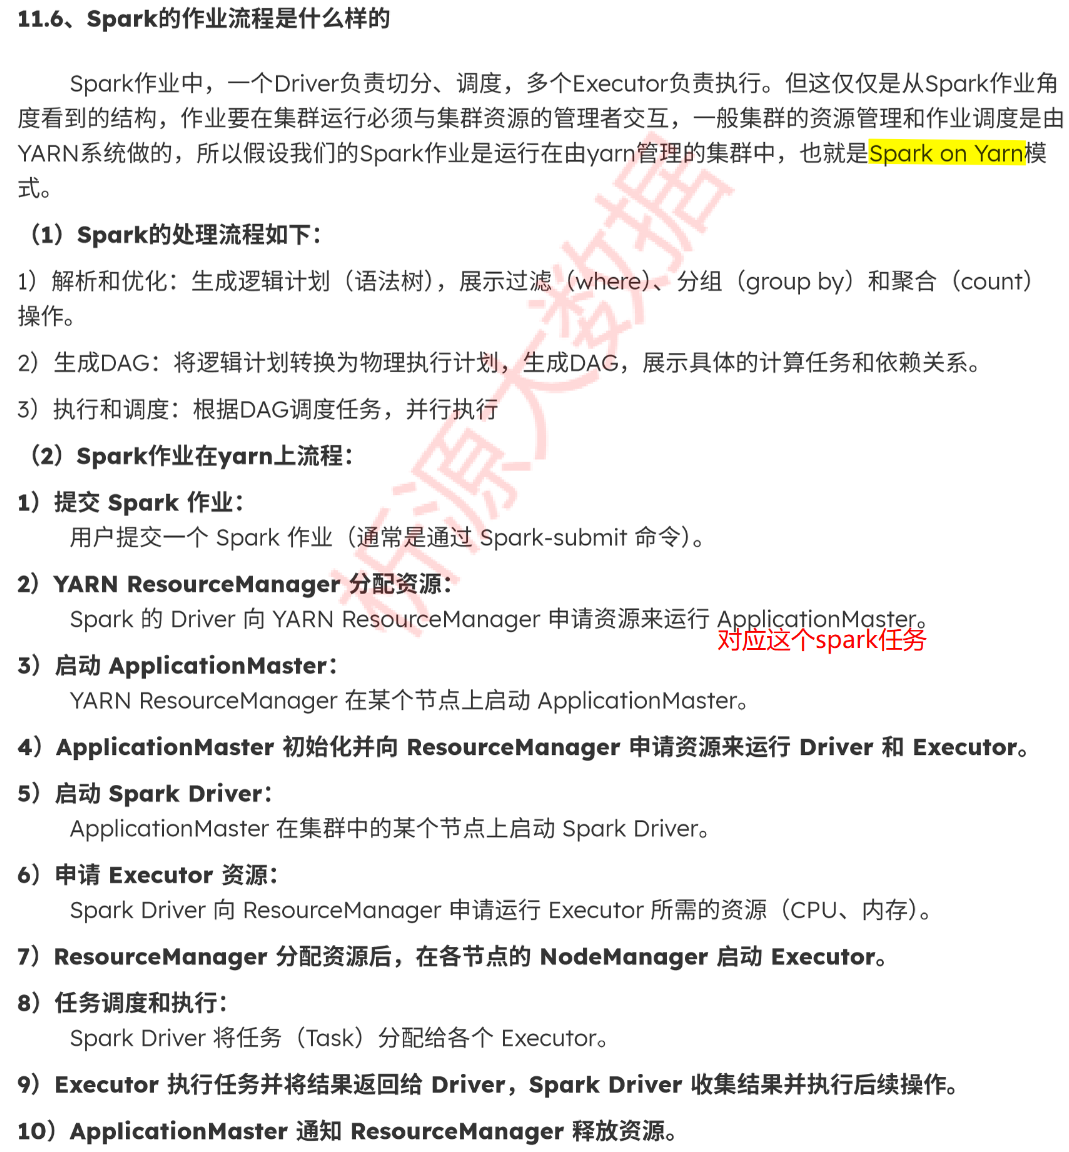 11.6、Spark的作业流程是什么样的
Spark作业中，一个Driver负责切分、调度，多个Executor负责执行。但这仅仅是从Spark作业角
度看到的结构，作业要在集群运行必须与集群资源的管理者交互，一般集群的资源管理和作业调度是由
YARN系统做的，所以假设我们的Spark作业是运行在由yarn管理的集群中，也就是Spark on Yarn模
式。
（1）Spark的处理流程如下：
1）解析和优化：生成逻辑计划（语法树），展示过滤（where）、分组（group by）和聚合（count）
操作。
2）生成DAG：将逻辑计划转换为物理执行计划，生成DAG，展示具体的计算任务和依赖关系。
3）执行和调度：根据DAG调度任务，并行执行
（2）Spark作业在yarn上流程：
1）提交 Spark 作业：
用户提交一个 Spark 作业（通常是通过 Spark-submit 命令）。
2）YARN ResourceManager 分配资源：
Spark 的 Driver 向 YARN ResourceManager 申请资源来运行 ApplicationMaster。
对应这个spark任务
3）启动 ApplicationMaster：
YARN ResourceManager 在某个节点上启动 ApplicationMaster。
4）ApplicationMaster 初始化并向 ResourceManager 申请资源来运行 Driver 和 Executor。
5）启动 Spark Driver：
ApplicationMaster 在集群中的某个节点上启动 Spark Driver。
6）申请 Executor 资源：
Spark Driver 向 ResourceManager 申请运行 Executor 所需的资源（CPU、内存）。
7）ResourceManager 分配资源后，在各节点的 NodeManager 启动 Executor。
8）任务调度和执行：
Spark Driver 将任务（Task）分配给各个 Executor。
9）Executor 执行任务并将结果返回给 Driver，Spark Driver 收集结果并执行后续操作。
10）ApplicationMaster 通知 ResourceManager 释放资源。
析源大数据